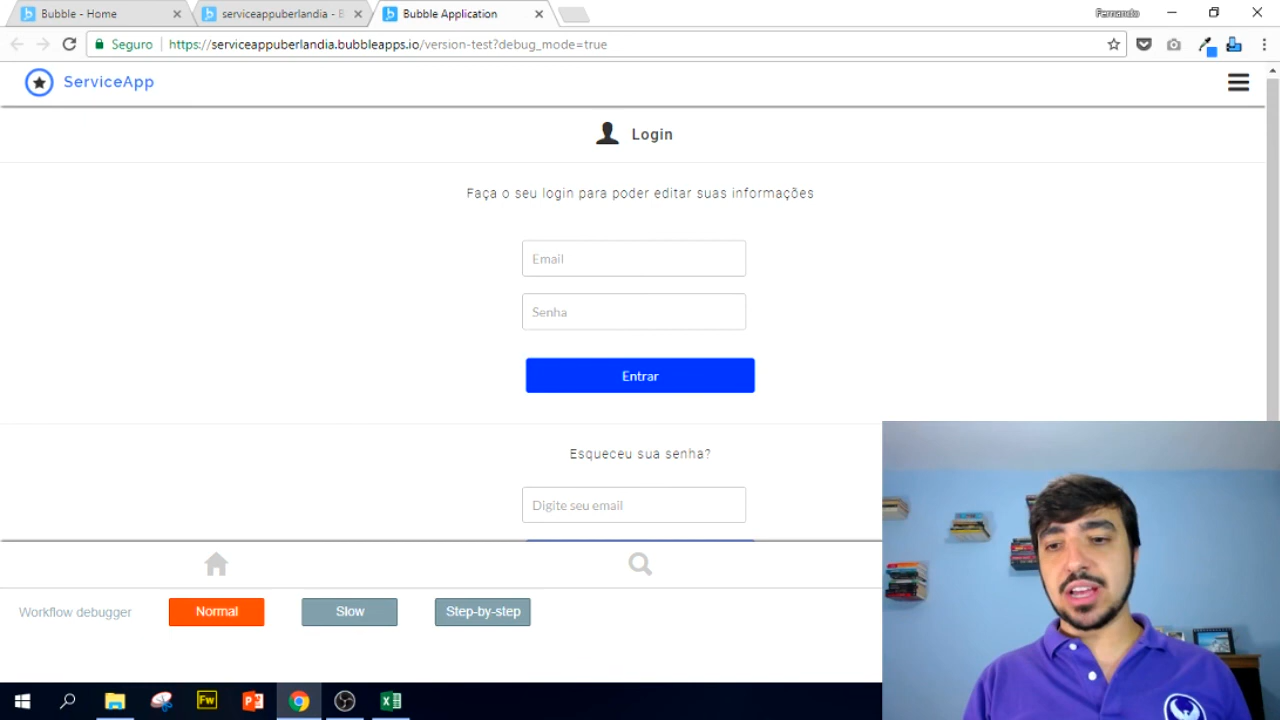 Bubble - Home
serviceappuberlandia - B
Bubble Application
Fernando
Seguro
https://serviceappuberlandia.bubbleapps.io/version-test?debug_mode=true
ServiceApp
Login
Faça o seu login para poder editar suas informações
Email
Senha
Entrar
Esqueceu sua senha?
Digite seu email
Workflow debugger
Normal
Slow
Step-by-step
Fw